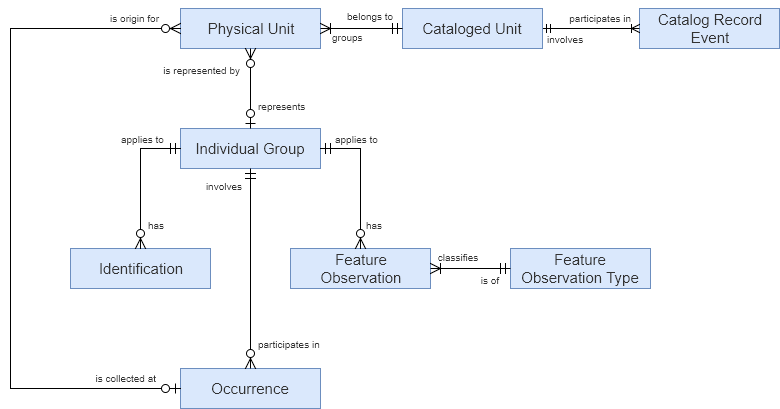 is origin for
Physical Unit
belongs to
groups
Cataloged Unit
participates in
involves
Catalog Record
Event
is represented by
represents
applies to
Individual Group
applies to
involves
has
has
Identification
Feature
Observation
classifies
is of
Feature
Observation Type
participates in
is collected at
Occurrence